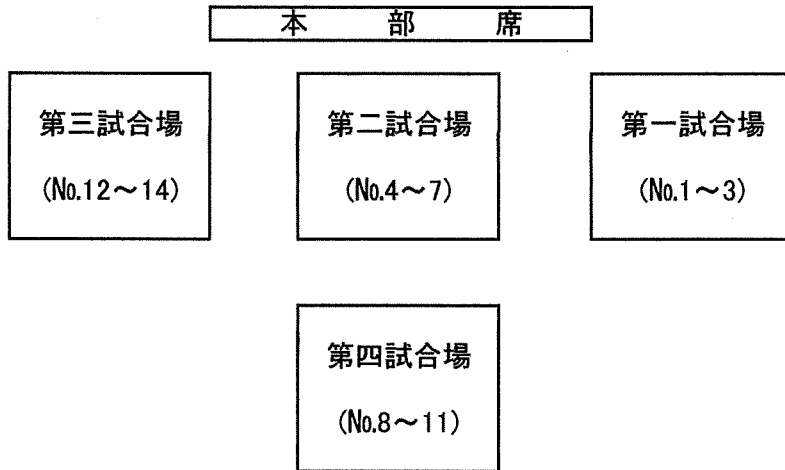 本部席
第三試合場
(No.12～14)
第二試合場
(No.4～7)
第一試合場
(No.1～3)
第四試合場
(No.8～11)